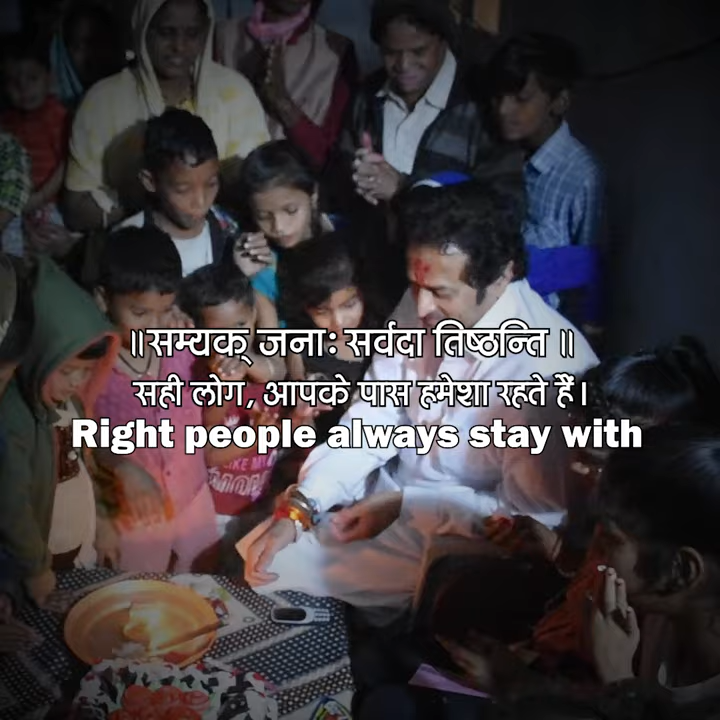 ॥सम्यक् जनाः सर्वदा तिष्ठन्ति ॥
सही लोग, आपके पास हमेशा रहते हैं।
Right people always stay with